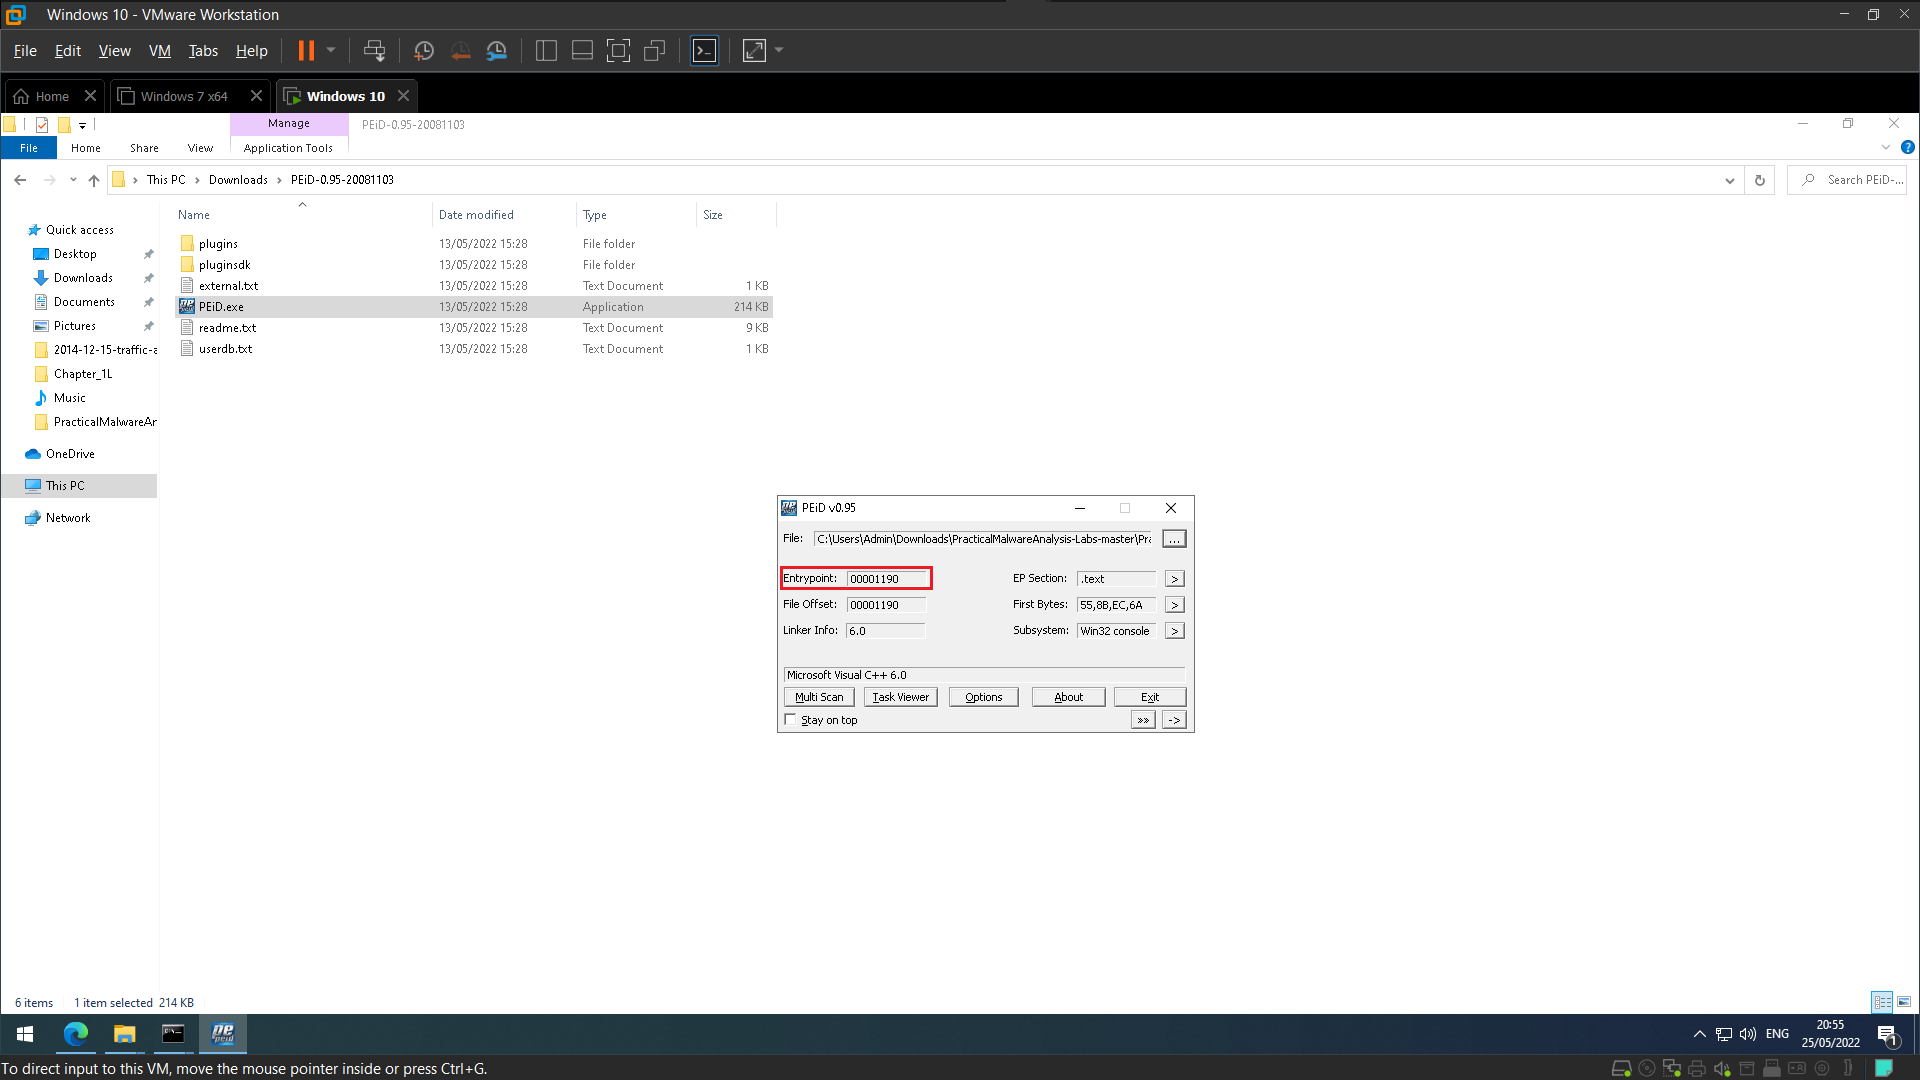 Windows 10 - VMware Workstation
File Edit View VM Tabs Help
Home Windows 7 x64 Windows 10
Manage PEiD-0.95-20081103
File Home Share View Application Tools
This PC Downloads PEiD-0.95-20081103 Search PEiD-...
Name Date modified Type Size
Quick access
Desktop
Downloads
Documents
Pictures
2014-12-15-traffic-a
Chapter_1L
Music
PracticalMalwareAr
OneDrive
This PC
Network
plugins 13/05/2022 15:28 File folder
pluginsdk 13/05/2022 15:28 File folder
external.txt 13/05/2022 15:28 Text Document 1 KB
PEiD.exe 13/05/2022 15:28 Application 214 KB
readme.txt 13/05/2022 15:28 Text Document 9 KB
userdb.txt 13/05/2022 15:28 Text Document 1 KB
PEiD v0.95
File: C:\Users\Admin\Downloads\PracticalMalwareAnalysis-Labs-master\Pra ...
Entrypoint: 00001190 EP Section: .text >
File Offset: 00001190 First Bytes: 55,8B,EC,6A >
Linker Info: 6.0 Subsystem: Win32 console >
Microsoft Visual C++ 6.0
Multi Scan Task Viewer Options About Exit
Stay on top >> ->
6 items 1 item selected 214 KB
ENG 20:55
25/05/2022 1
To direct input to this VM, move the mouse pointer inside or press Ctrl+G.